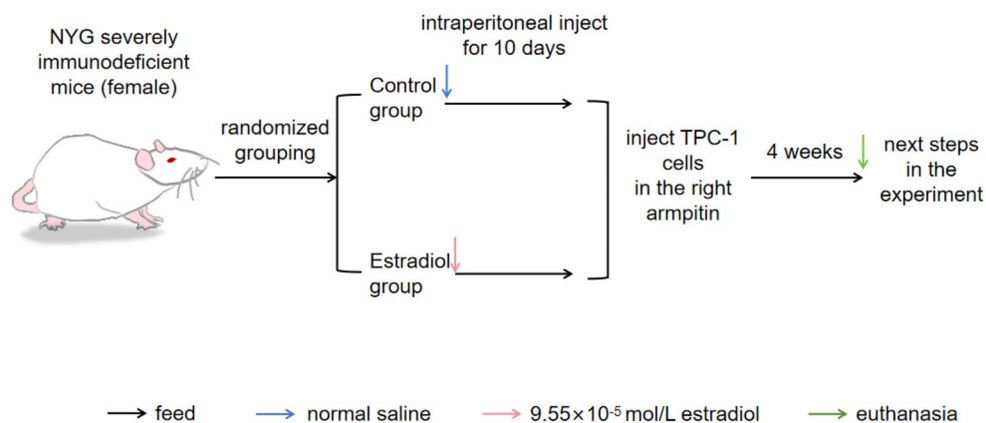 NYG severely
immunodeficient
mice (female)
randomized
grouping
intraperitoneal inject
for 10 days
Control
group
Estradiol
group
inject TPC-1
cells
in the right
armpitin
4 weeks
next steps
in the
experiment
feed
normal saline
9.55×10⁻⁵ mol/L estradiol
euthanasia